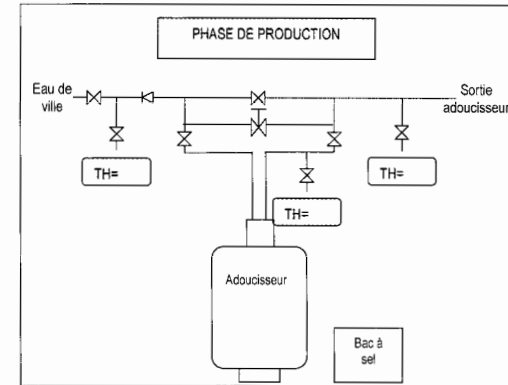 PHASE DE PRODUCTION
Eau de
ville
Sortie
adoucisseur
TH=
TH=
TH=
Adoucisseur
Bac à
sel